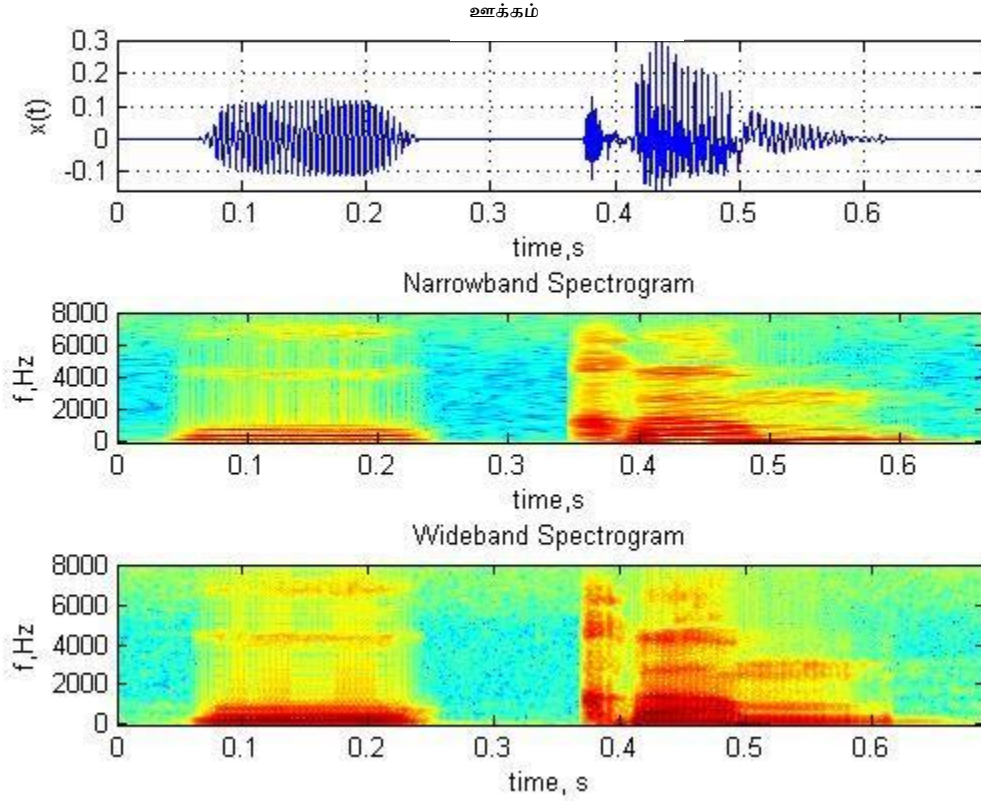 ஊக்கம்
0.3
0.2
0.1
0
-0.1
x(t)
0 0.1 0.2 0.3 0.4 0.5 0.6
time,s
Narrowband Spectrogram
8000
6000
4000
2000
0
f,Hz
0 0.1 0.2 0.3 0.4 0.5 0.6
time,s
Wideband Spectrogram
8000
6000
4000
2000
0
f,Hz
0 0.1 0.2 0.3 0.4 0.5 0.6
time, s